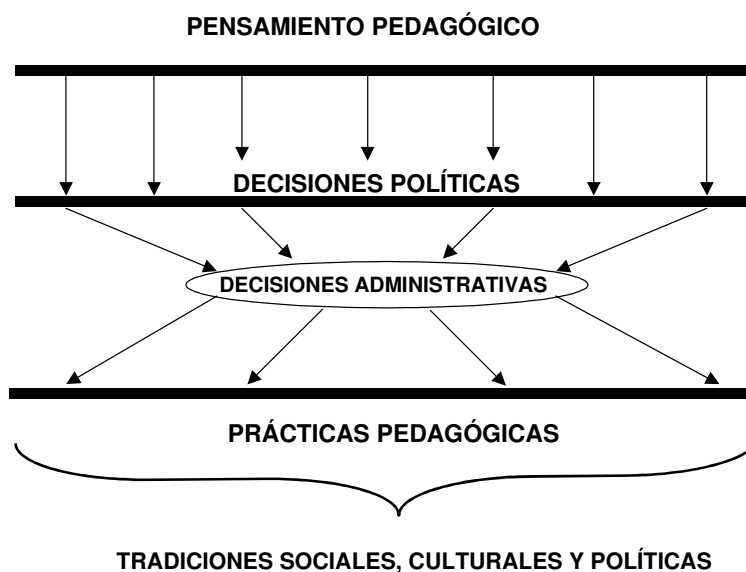 PENSAMIENTO PEDAGÓGICO
DECISIONES POLÍTICAS
DECISIONES ADMINISTRATIVAS
PRÁCTICAS PEDAGÓGICAS
TRADICIONES SOCIALES, CULTURALES Y POLÍTICAS